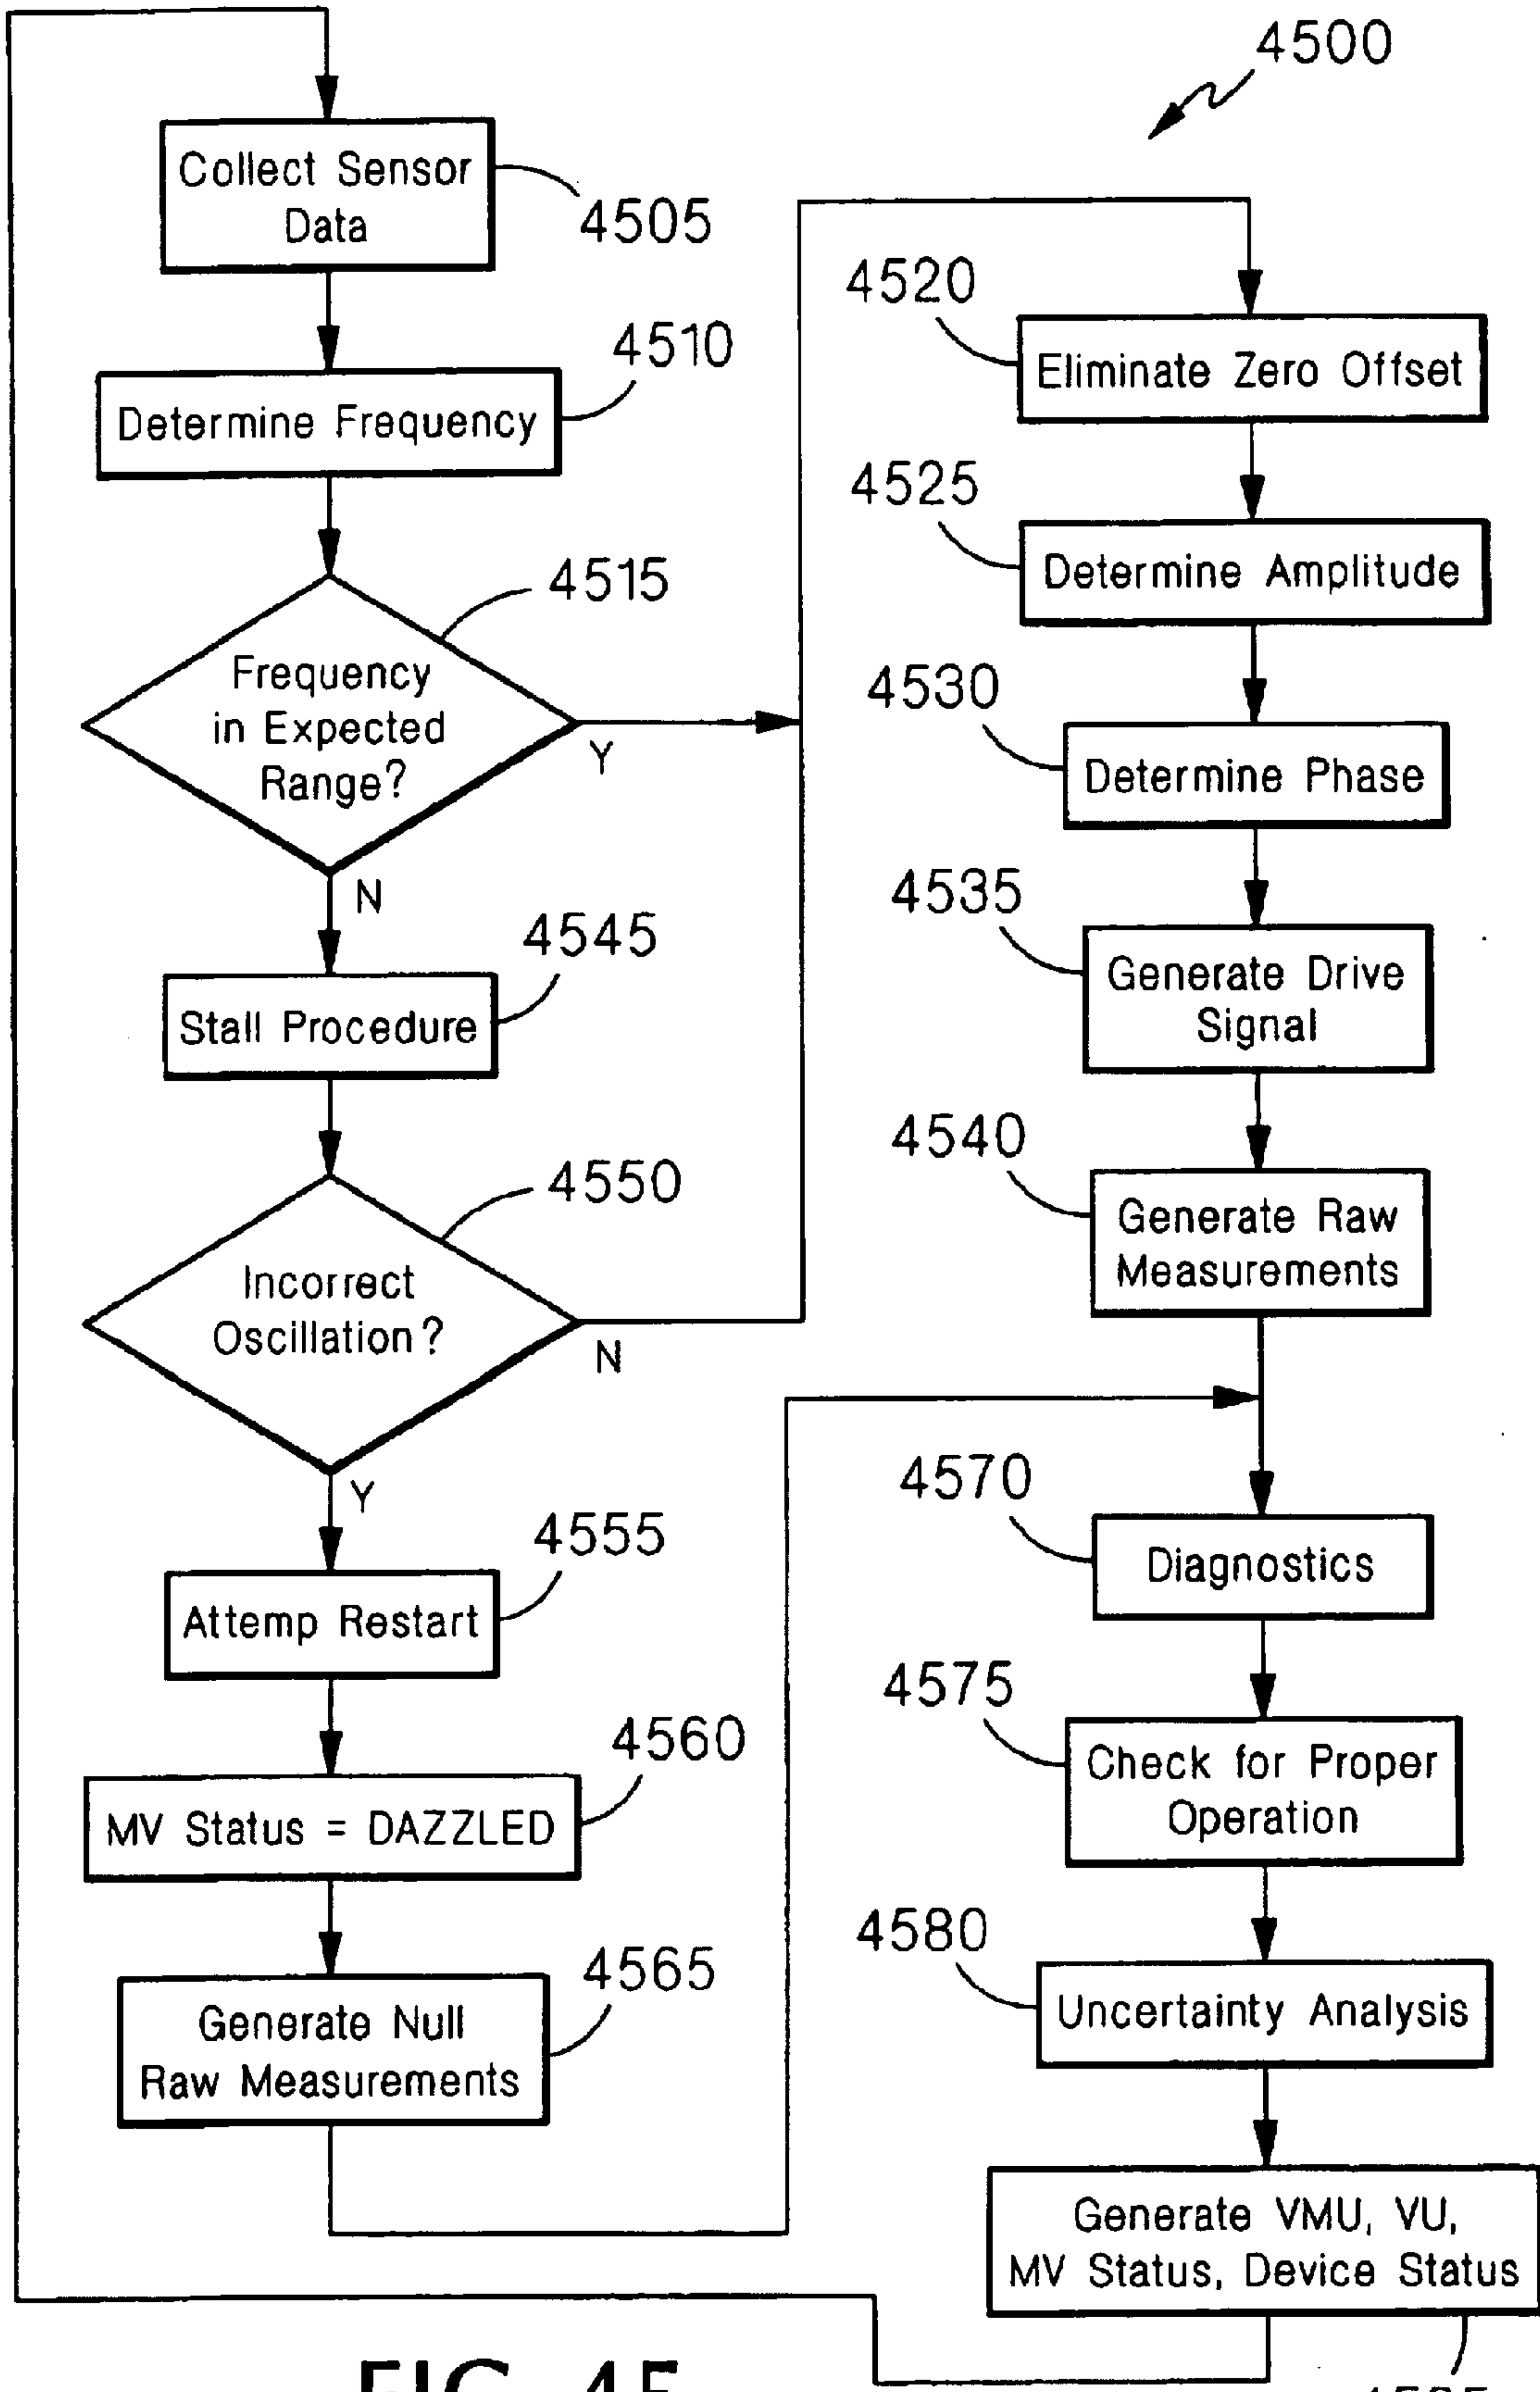 4500
Collect Sensor
Data
4505
Determine Frequency
4510
Frequency
in Expected
Range?
4515
Y
N
Stall Procedure
4545
Incorrect
Oscillation?
4550
N
Y
Attemp Restart
4555
MV Status = DAZZLED
4560
Generate Null
Raw Measurements
4565
4520
Eliminate Zero Offset
4525
Determine Amplitude
4530
Determine Phase
4535
Generate Drive
Signal
4540
Generate Raw
Measurements
4570
Diagnostics
4575
Check for Proper
Operation
4580
Uncertainty Analysis
Generate VMU, VU,
MV Status, Device Status